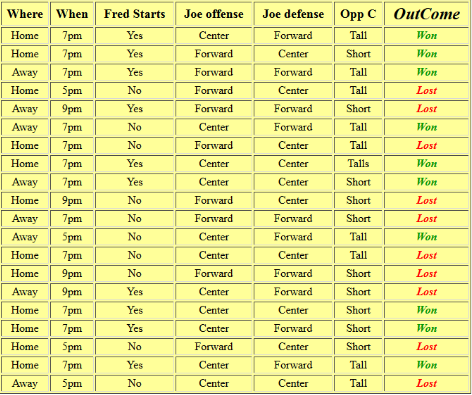 Where When Fred Starts Joe offense Joe defense Opp C OutCome
Home 7pm Yes Center Forward Tall Won
Home 7pm Yes Forward Center Short Won
Away 7pm Yes Forward Forward Tall Won
Home 5pm No Forward Center Tall Lost
Away 9pm Yes Forward Forward Short Lost
Away 7pm No Center Forward Tall Won
Home 7pm No Forward Center Tall Lost
Home 7pm Yes Center Center Talls Won
Away 7pm Yes Center Center Short Won
Home 9pm No Forward Center Short Lost
Away 7pm No Forward Forward Short Lost
Away 5pm No Center Forward Tall Won
Home 7pm No Center Center Tall Lost
Home 9pm No Forward Forward Short Lost
Away 9pm Yes Center Forward Short Lost
Home 7pm Yes Center Center Short Won
Home 7pm Yes Center Forward Short Won
Home 5pm No Forward Center Short Lost
Home 7pm Yes Center Forward Tall Won
Away 5pm No Center Center Tall Lost